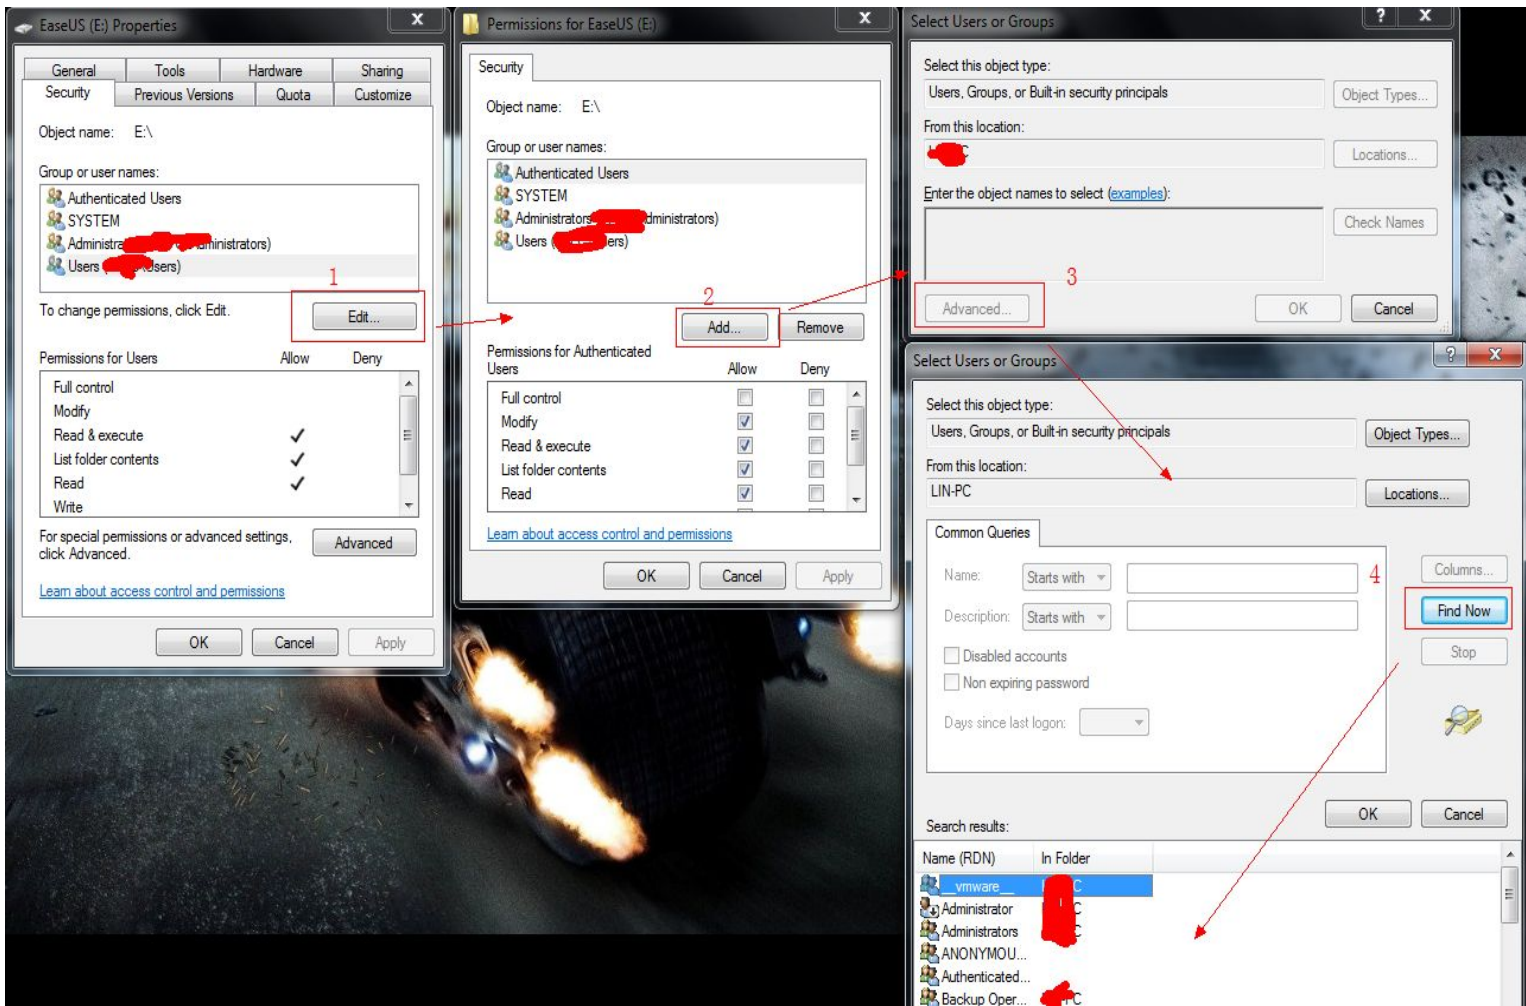 EaseUS (E:) Properties
General Tools Hardware Sharing
Security Previous Versions Quota Customize
Object name: E:\
Group or user names:
Authenticated Users
SYSTEM
Administra ministrators)
Users ( sers)
1
To change permissions, click Edit.
Edit...
Permissions for Users Allow Deny
Full control
Modify
Read & execute
List folder contents
Read
Write
For special permissions or advanced settings,
click Advanced.
Advanced
Learn about access control and permissions
OK Cancel Apply
Permissions for EaseUS (E:)
Security
Object name: E:\
Group or user names:
Authenticated Users
SYSTEM
Administrators dministrators)
Users ( ers)
2
Add... Remove
Permissions for Authenticated
Users Allow Deny
Full control
Modify
Read & execute
List folder contents
Read
Learn about access control and permissions
OK Cancel Apply
Select Users or Groups
Select this object type:
Users, Groups, or Built-in security principals
Object Types...
From this location:
C
Locations...
Enter the object names to select (examples):
Check Names
3
Advanced... OK Cancel
Select Users or Groups
Select this object type:
Users, Groups, or Built-in security principals
Object Types...
From this location:
LIN-PC
Locations...
Common Queries
Name: Starts with
4
Columns...
Find Now
Description: Starts with
Stop
Disabled accounts
Non expiring password
Days since last logon:
OK Cancel
Search results:
Name (RDN) In Folder
__vmware__ C
Administrator C
Administrators C
ANONYMOU...
Authenticated...
Backup Oper... C